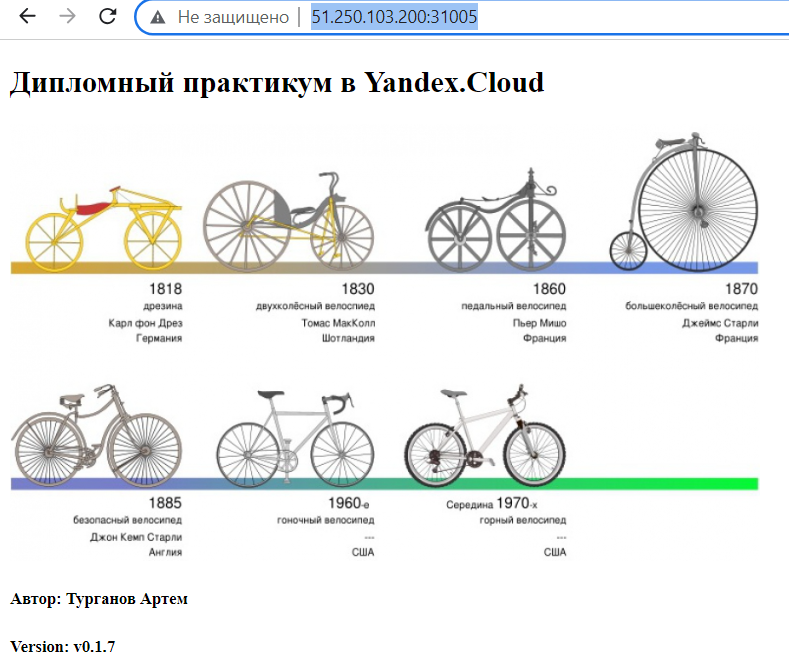 Не защищено | 51.250.103.200:31005
Дипломный практикум в Yandex.Cloud
1818
дрезина
Карл фон Дрез
Германия
1830
двухколёсный велоспиед
Томас МакКолл
Шотландия
1860
педальный велосипед
Пьер Мишо
Франция
1870
большеколёсный велосипед
Джеймс Старли
Франция
1885
безопасный велосипед
Джон Кемп Старли
Англия
1960-е
гоночный велосипед
---
США
Середина 1970-х
горный велосипед
---
США
Автор: Турганов Артем
Version: v0.1.7